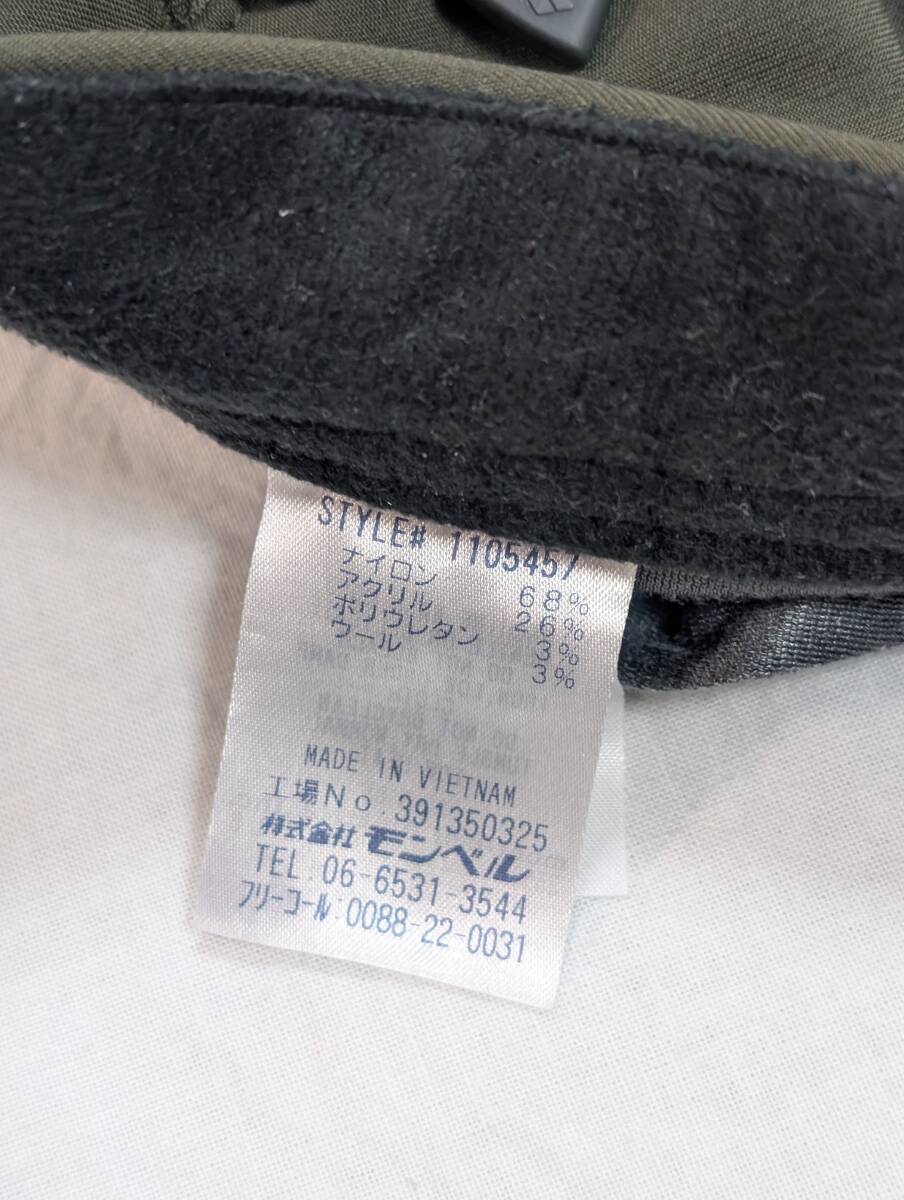 STYLE# 1105457
ナイロン 68%
アクリル 26%
ポリウレタン 3%
ウール 3%
MADE IN VIETNAM
工場No.391350325
株式会社 モンベル
TEL.06-6531-3544
フリーコール:0088-22-0031